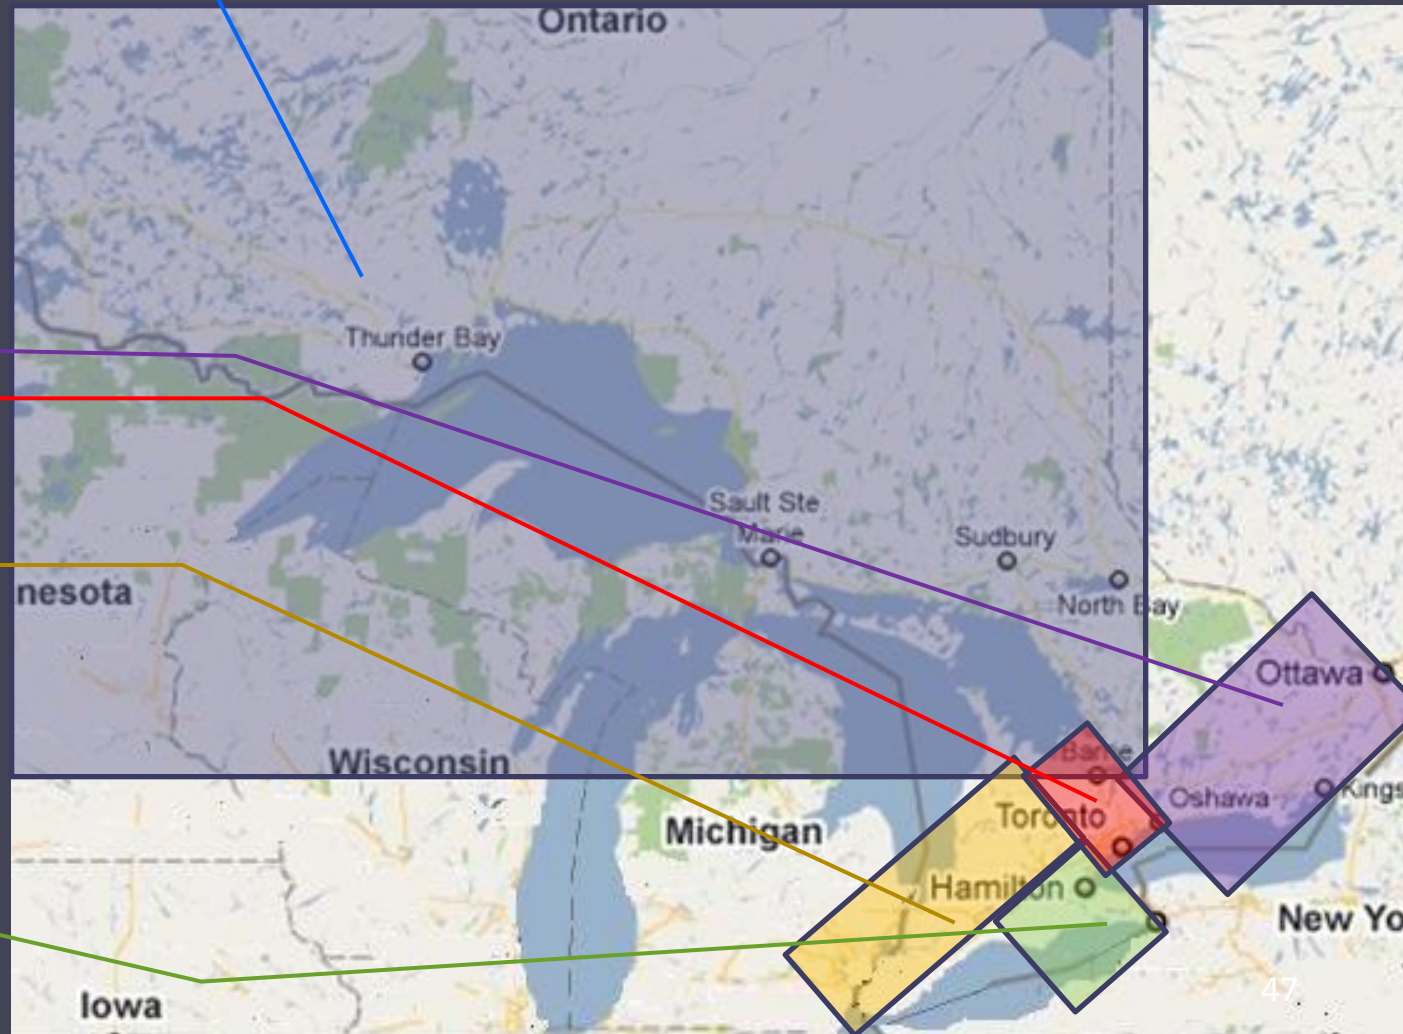 Ontario
Thunder Bay
Sault Ste
Marie
Sudbury
North Bay
nesota
Ottawa
Wisconsin
Barrie
Oshawa
Kings
Toronto
Michigan
Hamilton
New Yo
Iowa
47